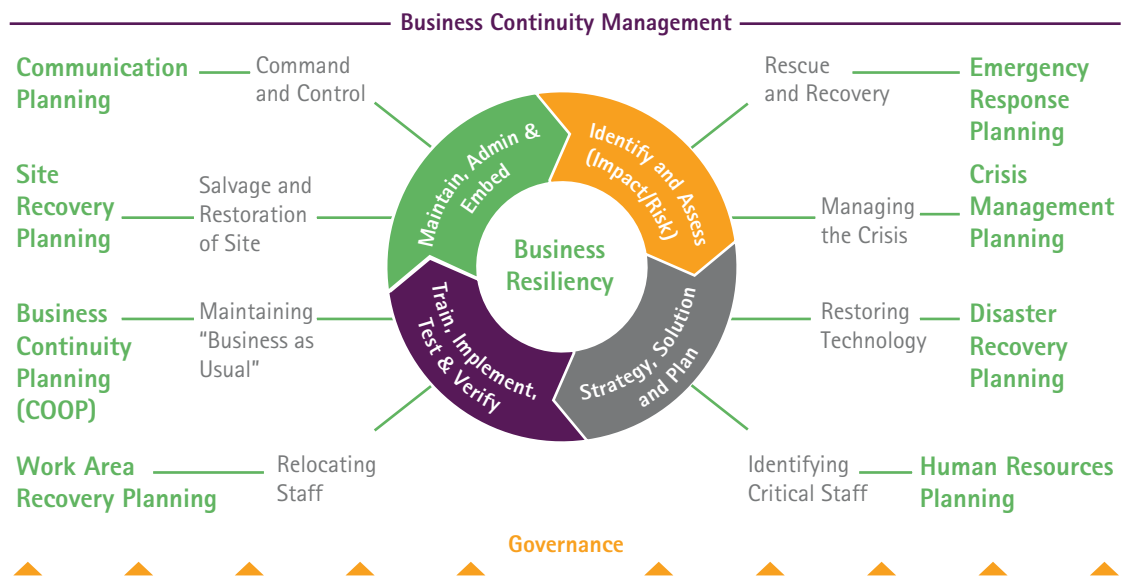 Business Continuity Management
Communication
Planning
Command
and Control
Rescue
and Recovery
Emergency
Response
Planning
Site
Recovery
Planning
Salvage and
Restoration
of Site
Managing
the Crisis
Crisis
Management
Planning
Business
Continuity
Planning
(COOP)
Maintaining
“Business as
Usual”
Restoring
Technology
Disaster
Recovery
Planning
Work Area
Recovery Planning
Relocating
Staff
Identifying
Critical Staff
Human Resources
Planning
Maintain, Admin &
Embed
Identify and Assess
(Impact/Risk)
Strategy, Solution
and Plan
Train, Implement,
Test & Verify
Business
Resiliency
Governance